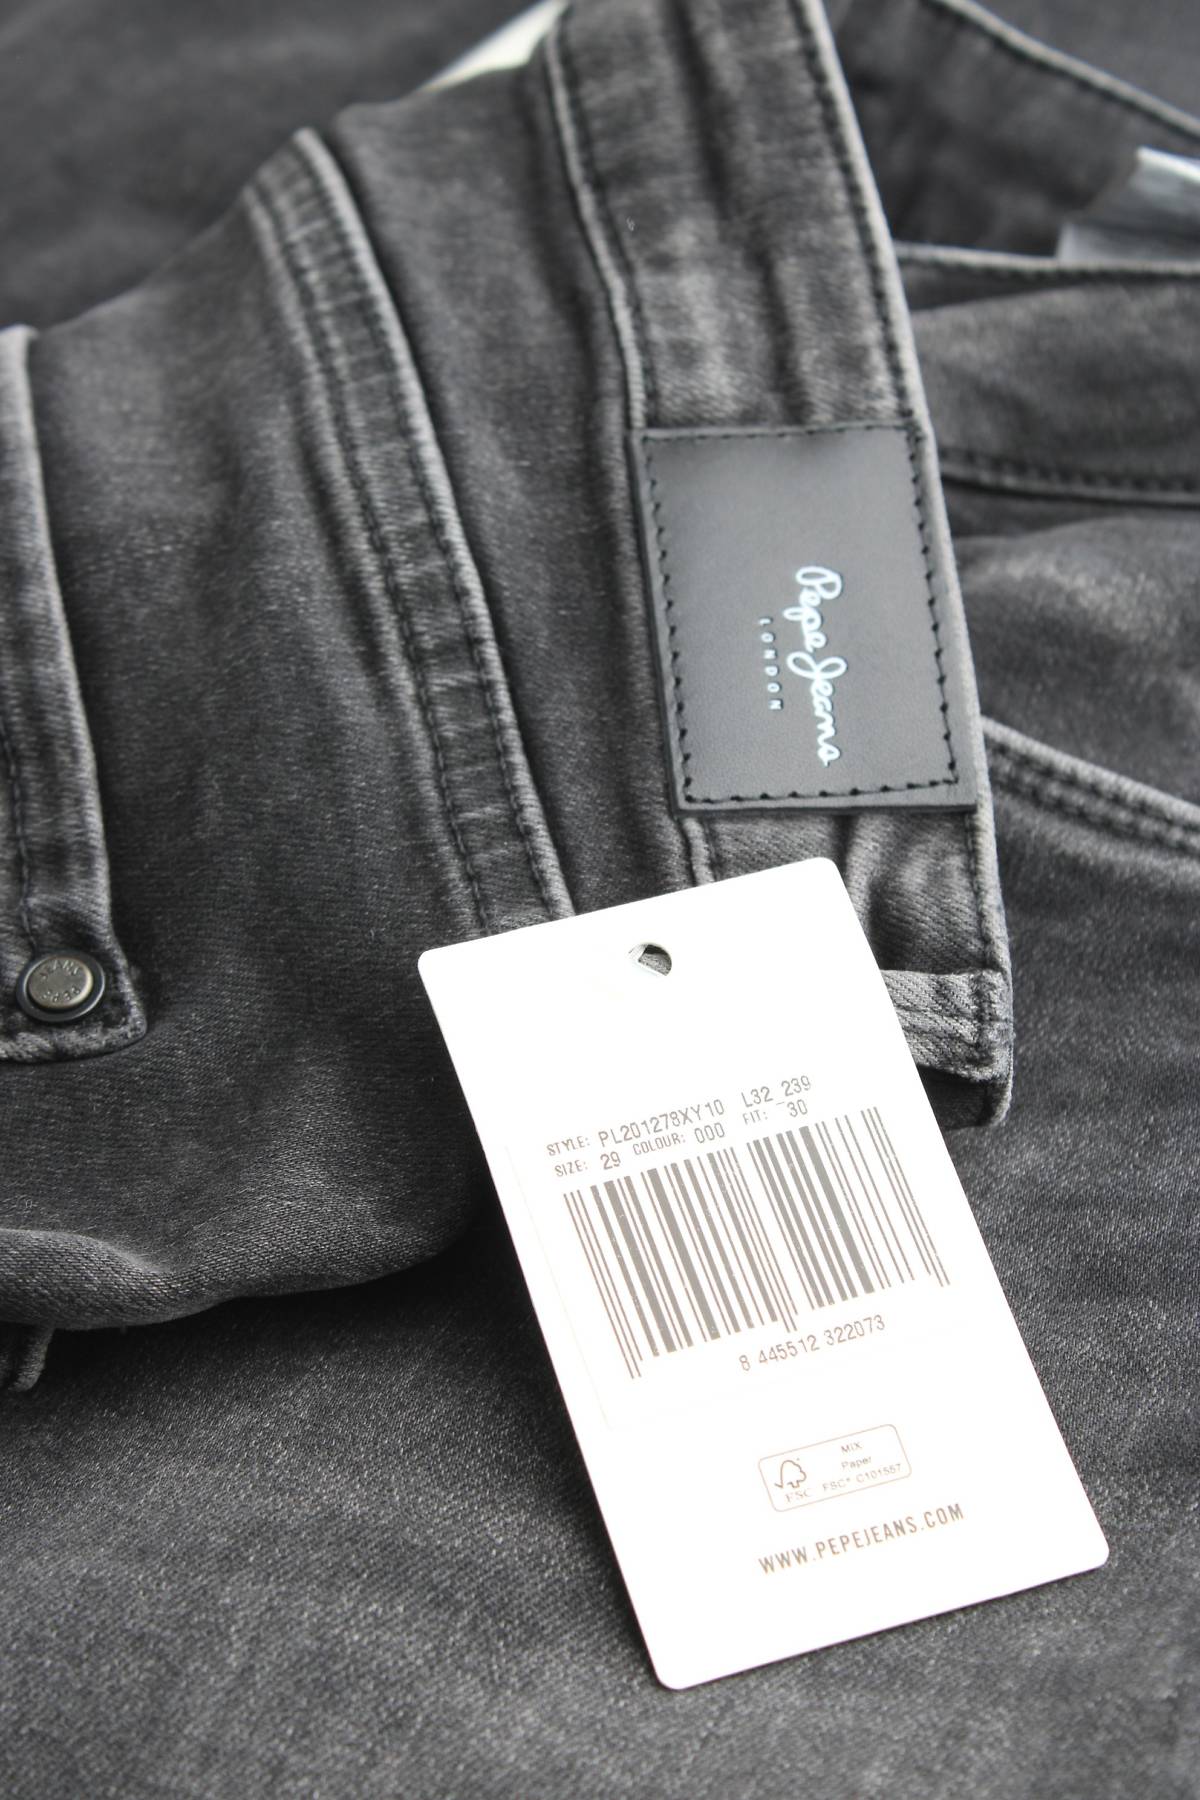 Pepe Jeans
LONDON
STYLE: PL201278XY10 L32_239
SIZE: 29 COLOUR: 000 FIT: 30
8 445512 322073
FSC
MIX
Paper
FSC® C101557
WWW.PEPEJEANS.COM